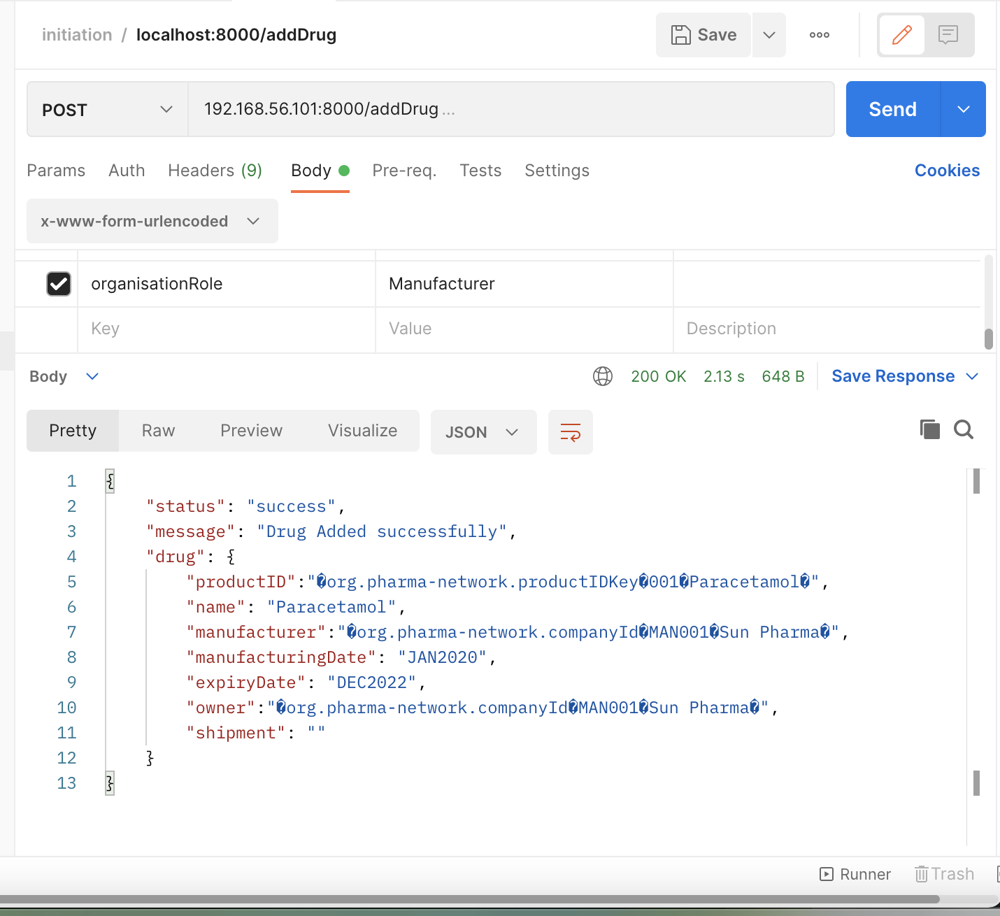 initiation / localhost:8000/addDrug
Save
POST
192.168.56.101:8000/addDrug ...
Send
Params Auth Headers (9) Body Pre-req. Tests Settings Cookies
x-www-form-urlencoded
organisationRole Manufacturer
Key Value Description
Body 200 OK 2.13 s 648 B Save Response
Pretty Raw Preview Visualize JSON
1 {
2 "status": "success",
3 "message": "Drug Added successfully",
4 "drug": {
5 "productID":"�org.pharma-network.productIDKey�001�Paracetamol�",
6 "name": "Paracetamol",
7 "manufacturer":"�org.pharma-network.companyId�MAN001�Sun Pharma�",
8 "manufacturingDate": "JAN2020",
9 "expiryDate": "DEC2022",
10 "owner":"�org.pharma-network.companyId�MAN001�Sun Pharma�",
11 "shipment": ""
12 }
13 }
Runner Trash